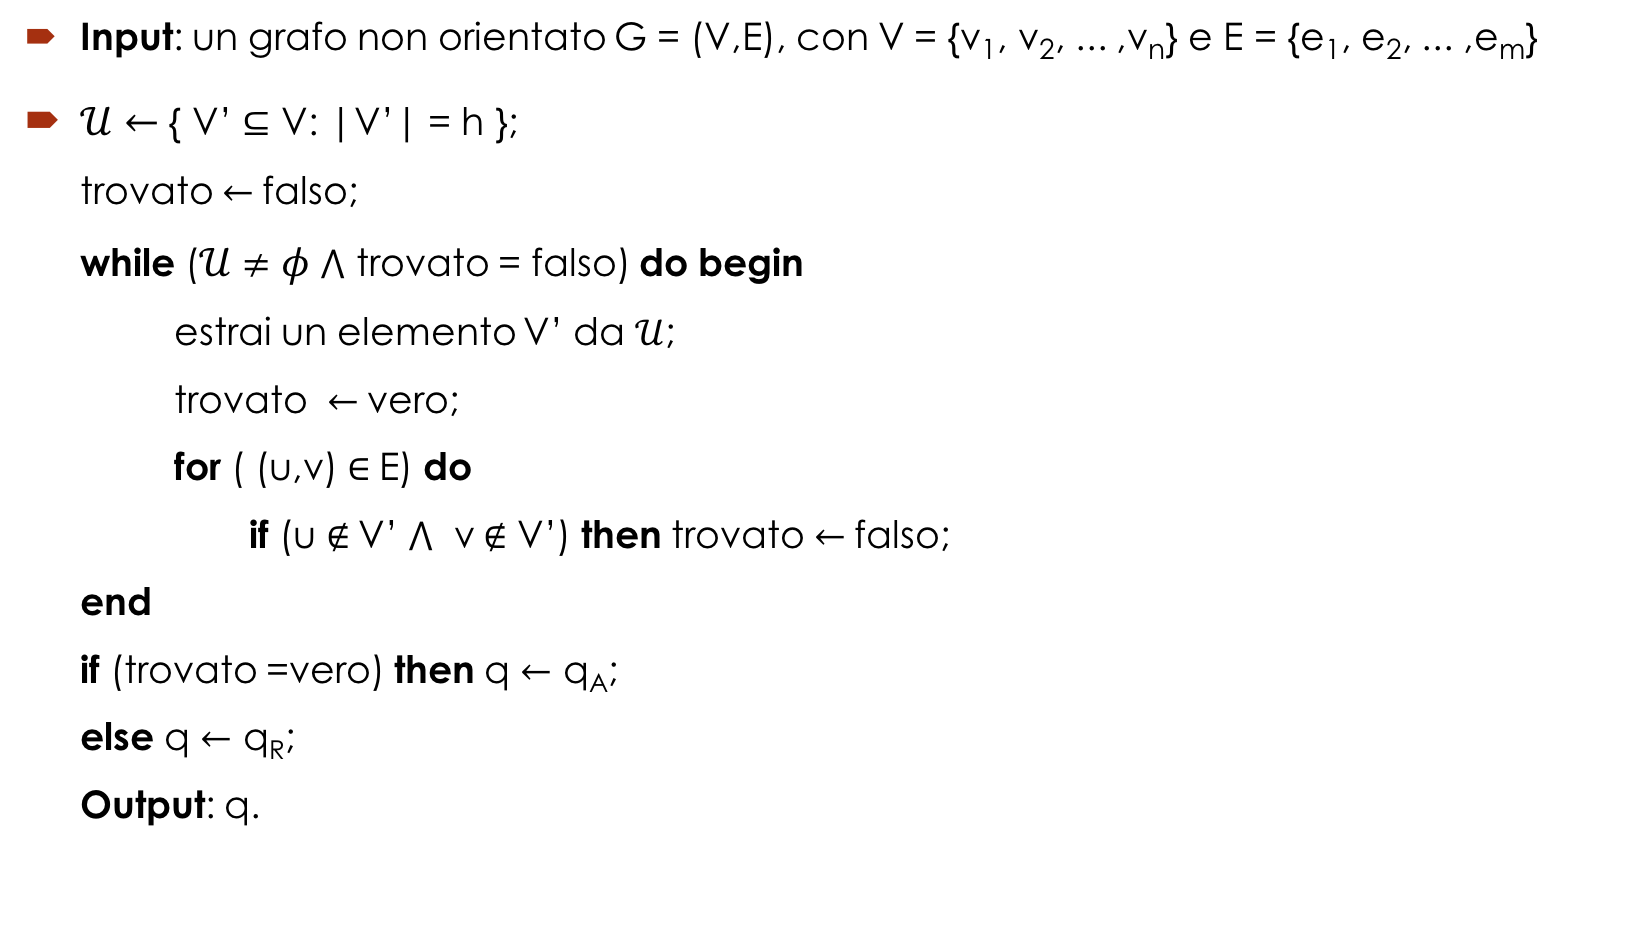 Input: un grafo non orientato G = (V,E), con V = {v₁, v₂, ... ,vₙ} e E = {e₁, e₂, ... ,eₘ}
𝒰 ← { V’ ⊆ V: |V’| = h };
trovato ← falso;
while (𝒰 ≠ ϕ ⋀ trovato = falso) do begin
estrai un elemento V’ da 𝒰;
trovato ← vero;
for ( (u,v) ∈ E) do
if (u ∉ V’ ⋀ v ∉ V’) then trovato ← falso;
end
if (trovato =vero) then q ← q_A;
else q ← q_R;
Output: q.